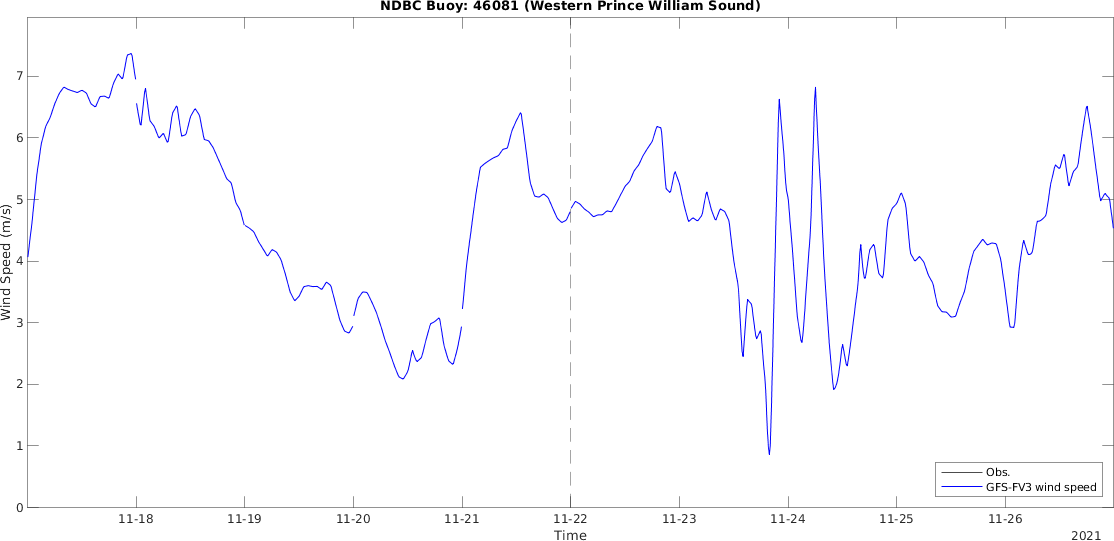 NDBC Buoy: 46081 (Western Prince William Sound)
Wind Speed (m/s)
7
6
5
4
3
2
1
0
11-18 11-19 11-20 11-21 11-22 11-23 11-24 11-25 11-26
Time
2021
Obs.
GFS-FV3 wind speed